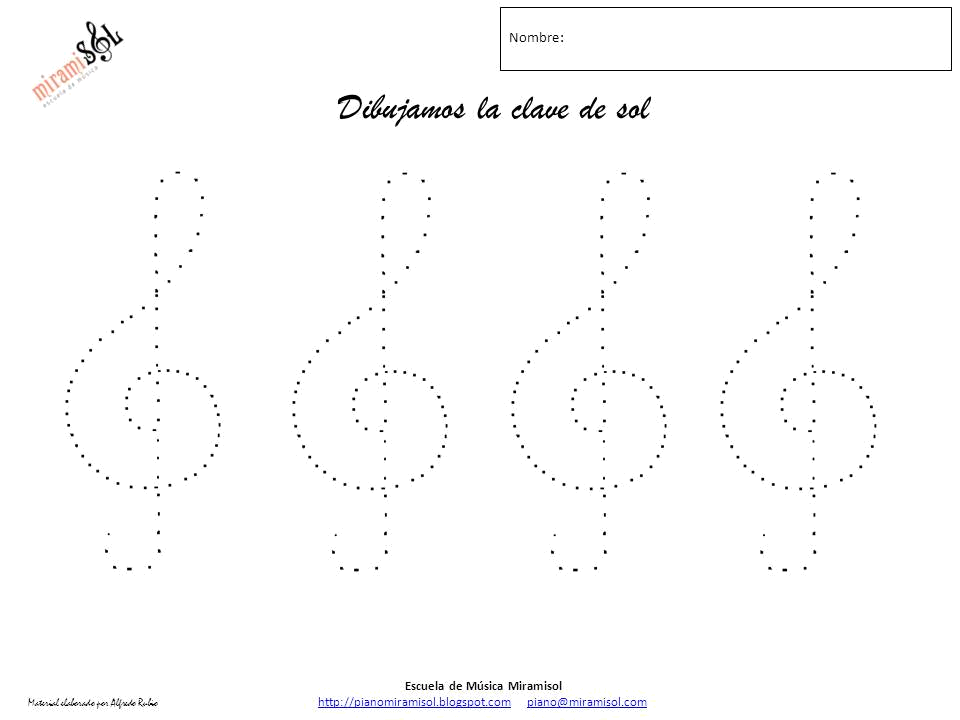 miramiSOL
escuela de música
Nombre:
Dibujamos la clave de sol
Escuela de Música Miramisol
Material elaborado por Alfredo Rubio
http://pianomiramisol.blogspot.com piano@miramisol.com